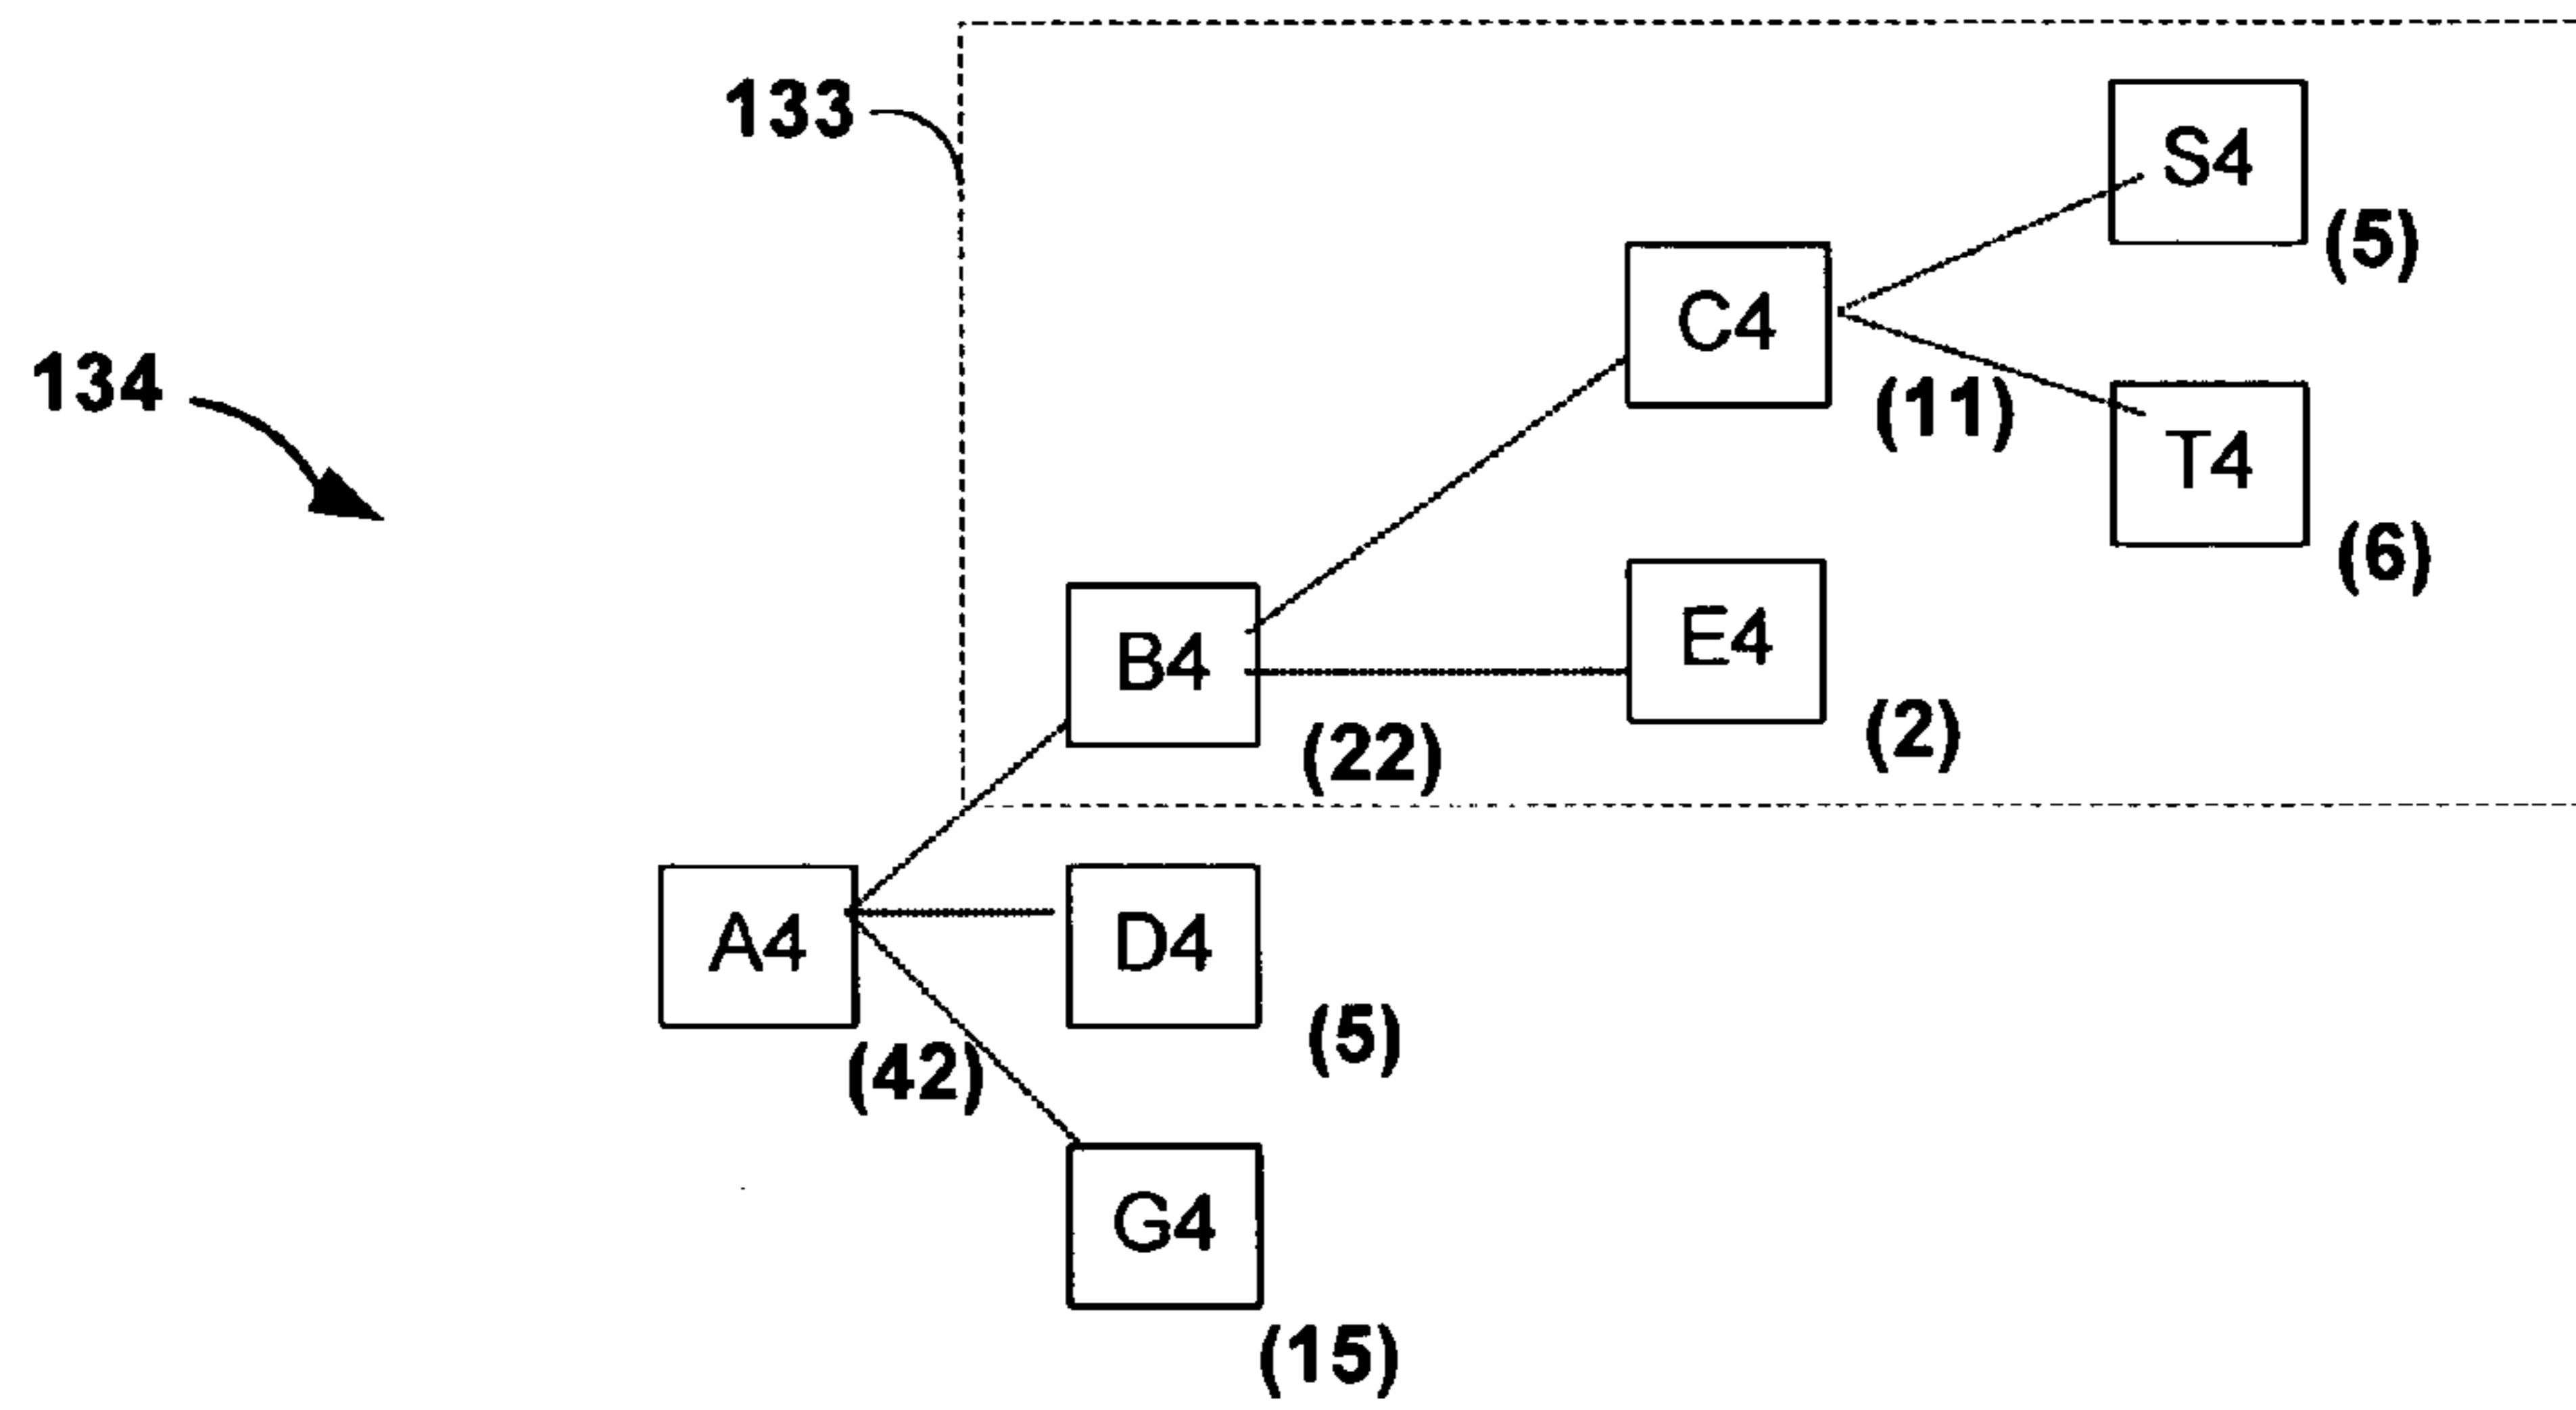 133
S4
(5)
134
C4
(11)
T4
(6)
B4
(22)
E4
(2)
A4
(42)
D4
(5)
G4
(15)